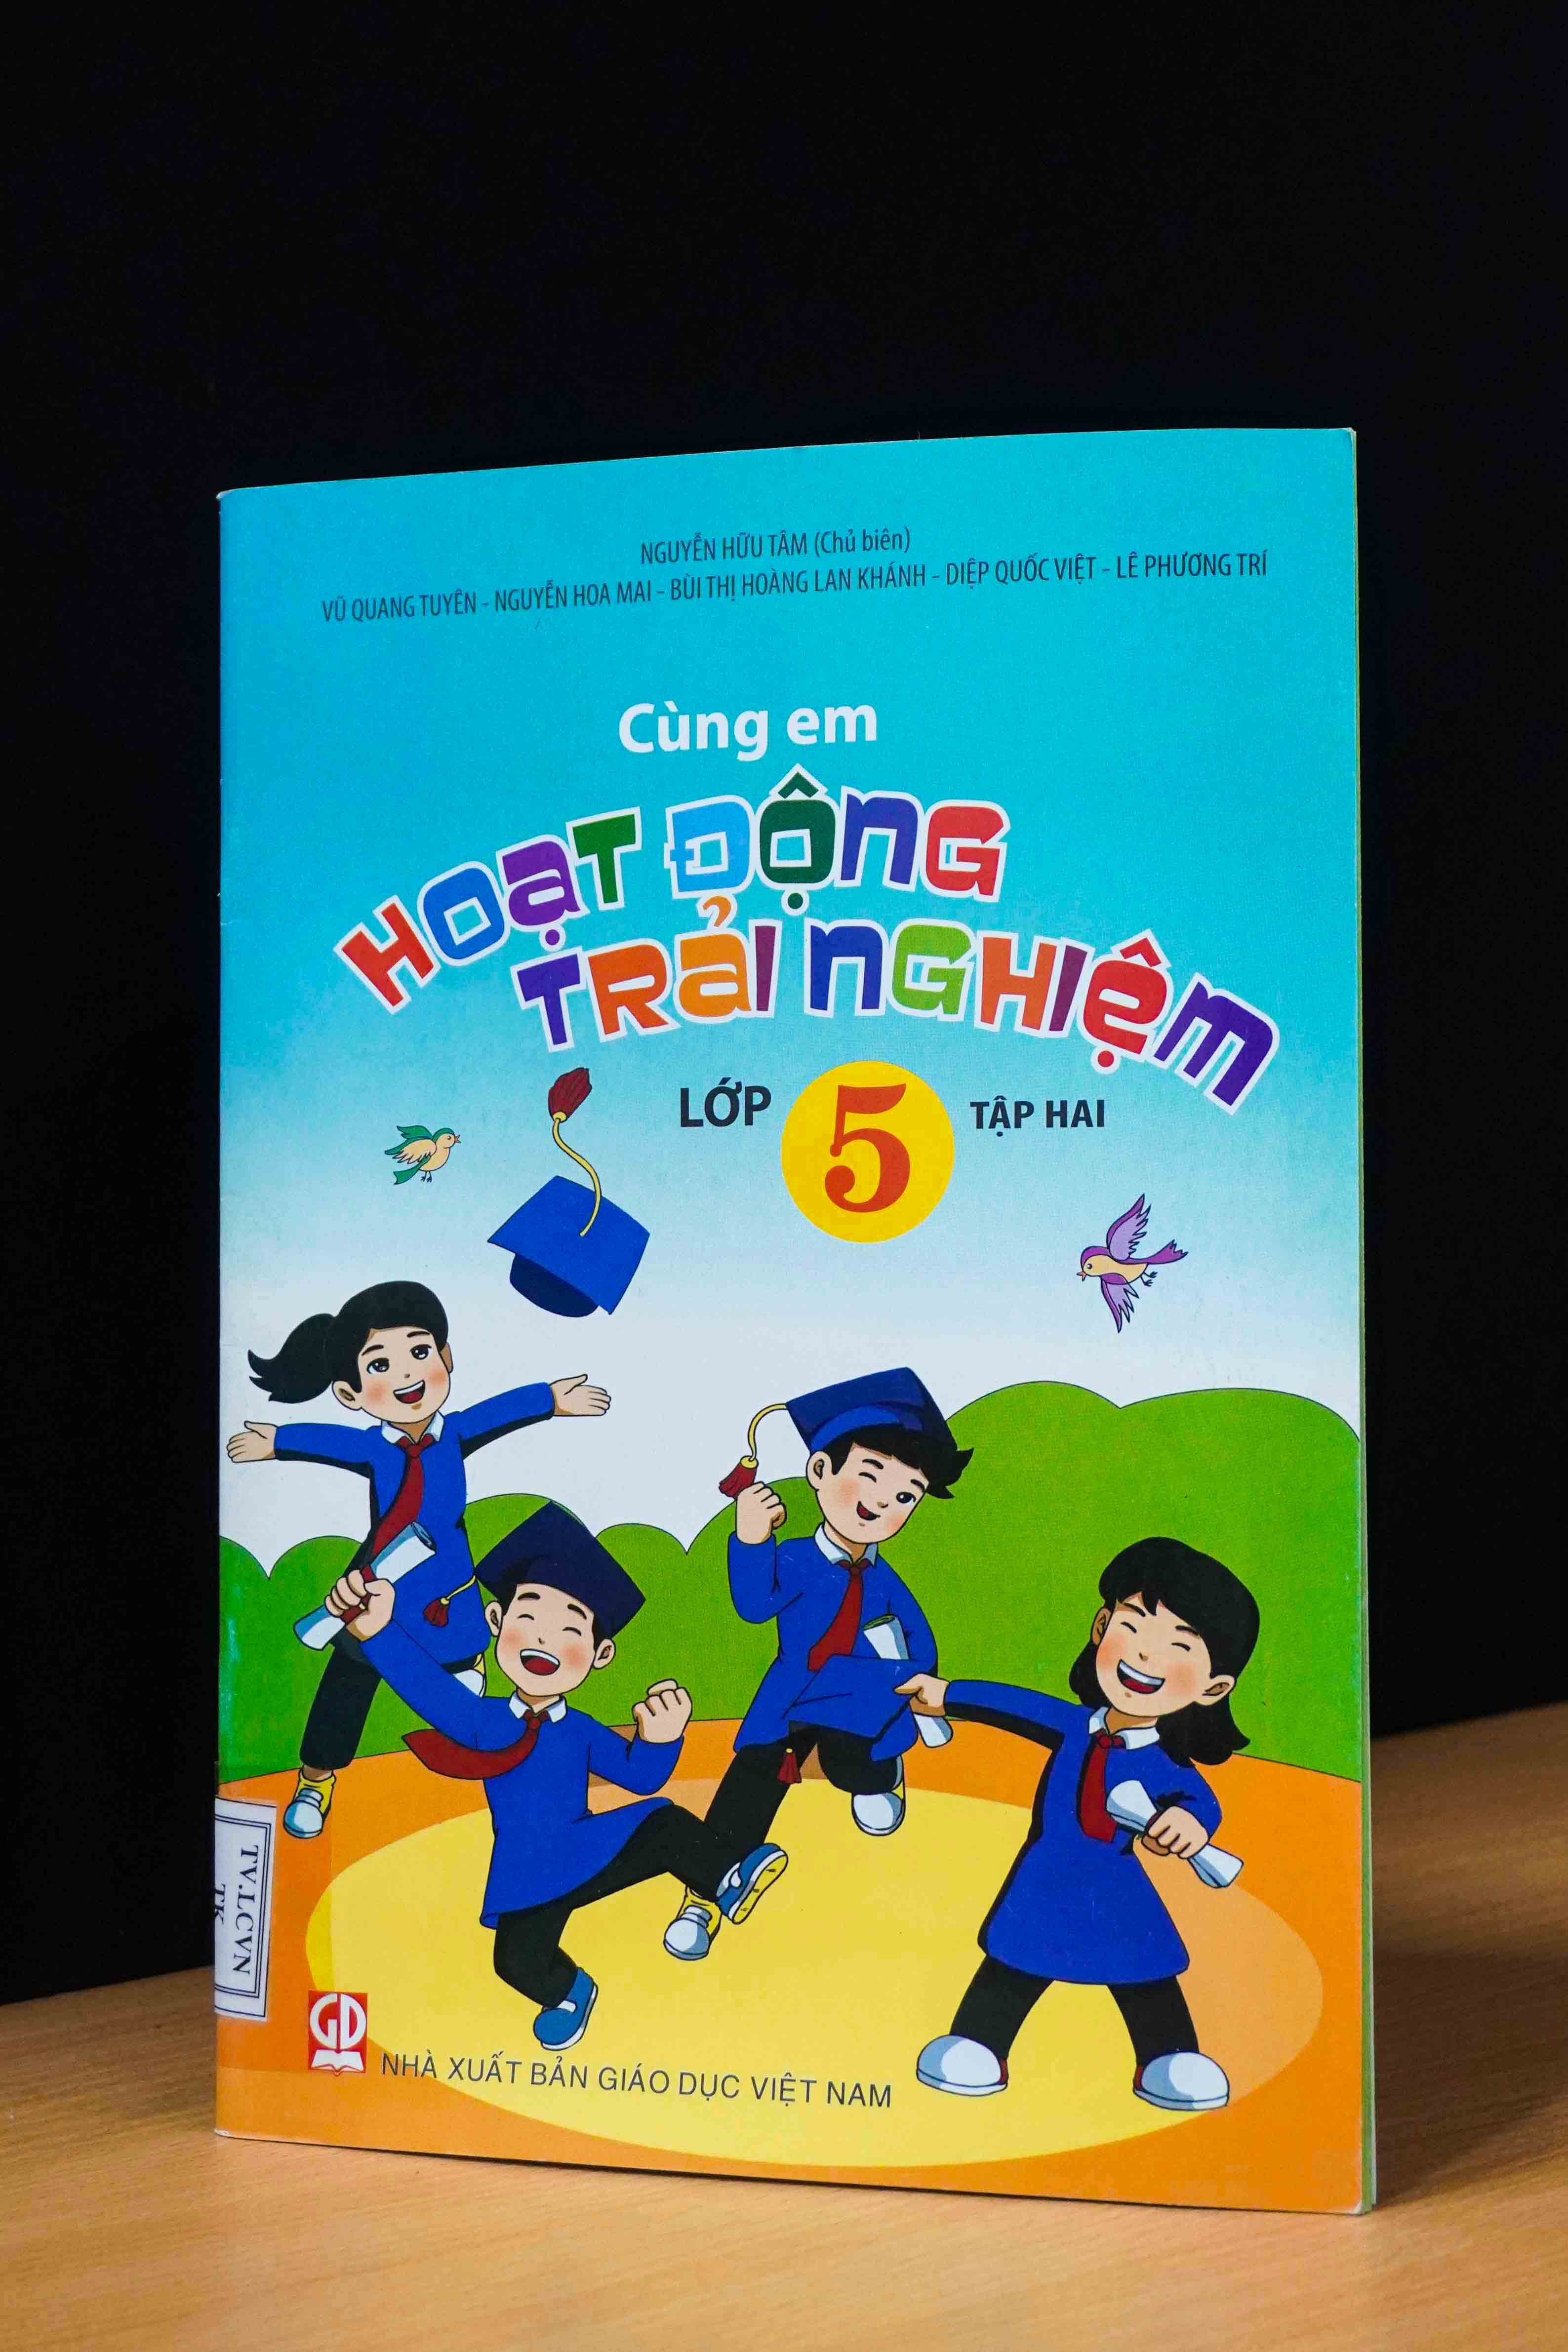 NGUYỄN HỮU TÂM (Chủ biên)
VŨ QUANG TUYÊN - NGUYỄN HOA MAI - BÙI THỊ HOÀNG LAN KHÁNH - DIỆP QUỐC VIỆT - LÊ PHƯƠNG TRÍ
Cùng em
HOẠT ĐỘNG
TRẢI NGHIỆM
LỚP 5 TẬP HAI
TV.LCVN
TK
GD
NHÀ XUẤT BẢN GIÁO DỤC VIỆT NAM